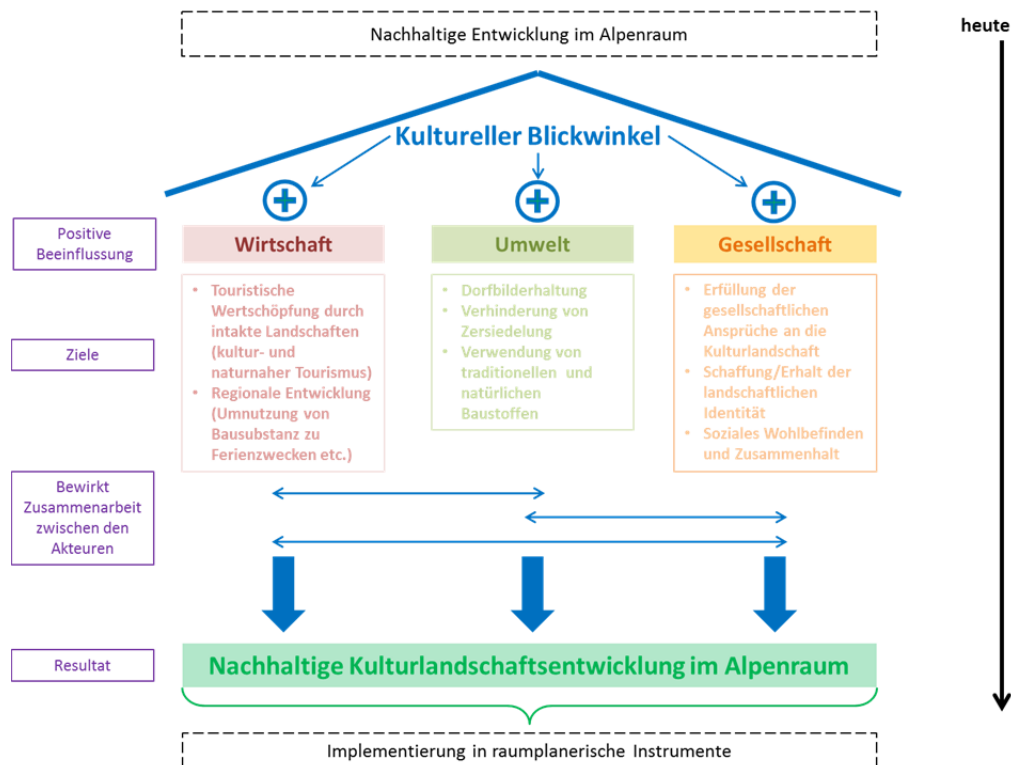 Nachhaltige Entwicklung im Alpenraum
heute
Kultureller Blickwinkel
Positive
Beeinflussung
Wirtschaft
Umwelt
Gesellschaft
Ziele
• Touristische
Wertschöpfung durch
intakte Landschaften
(kultur- und
naturnaher Tourismus)
• Regionale Entwicklung
(Umnutzung von
Bausubstanz zu
Ferienzwecken etc.)
• Dorfbilderhaltung
• Verhinderung von
Zersiedelung
• Verwendung von
traditionellen und
natürlichen
Baustoffen
• Erfüllung der
gesellschaftlichen
Ansprüche an die
Kulturlandschaft
• Schaffung/Erhalt der
landschaftlichen
Identität
• Soziales Wohlbefinden
und Zusammenhalt
Bewirkt
Zusammenarbeit
zwischen den
Akteuren
Resultat
Nachhaltige Kulturlandschaftsentwicklung im Alpenraum
Implementierung in raumplanerische Instrumente